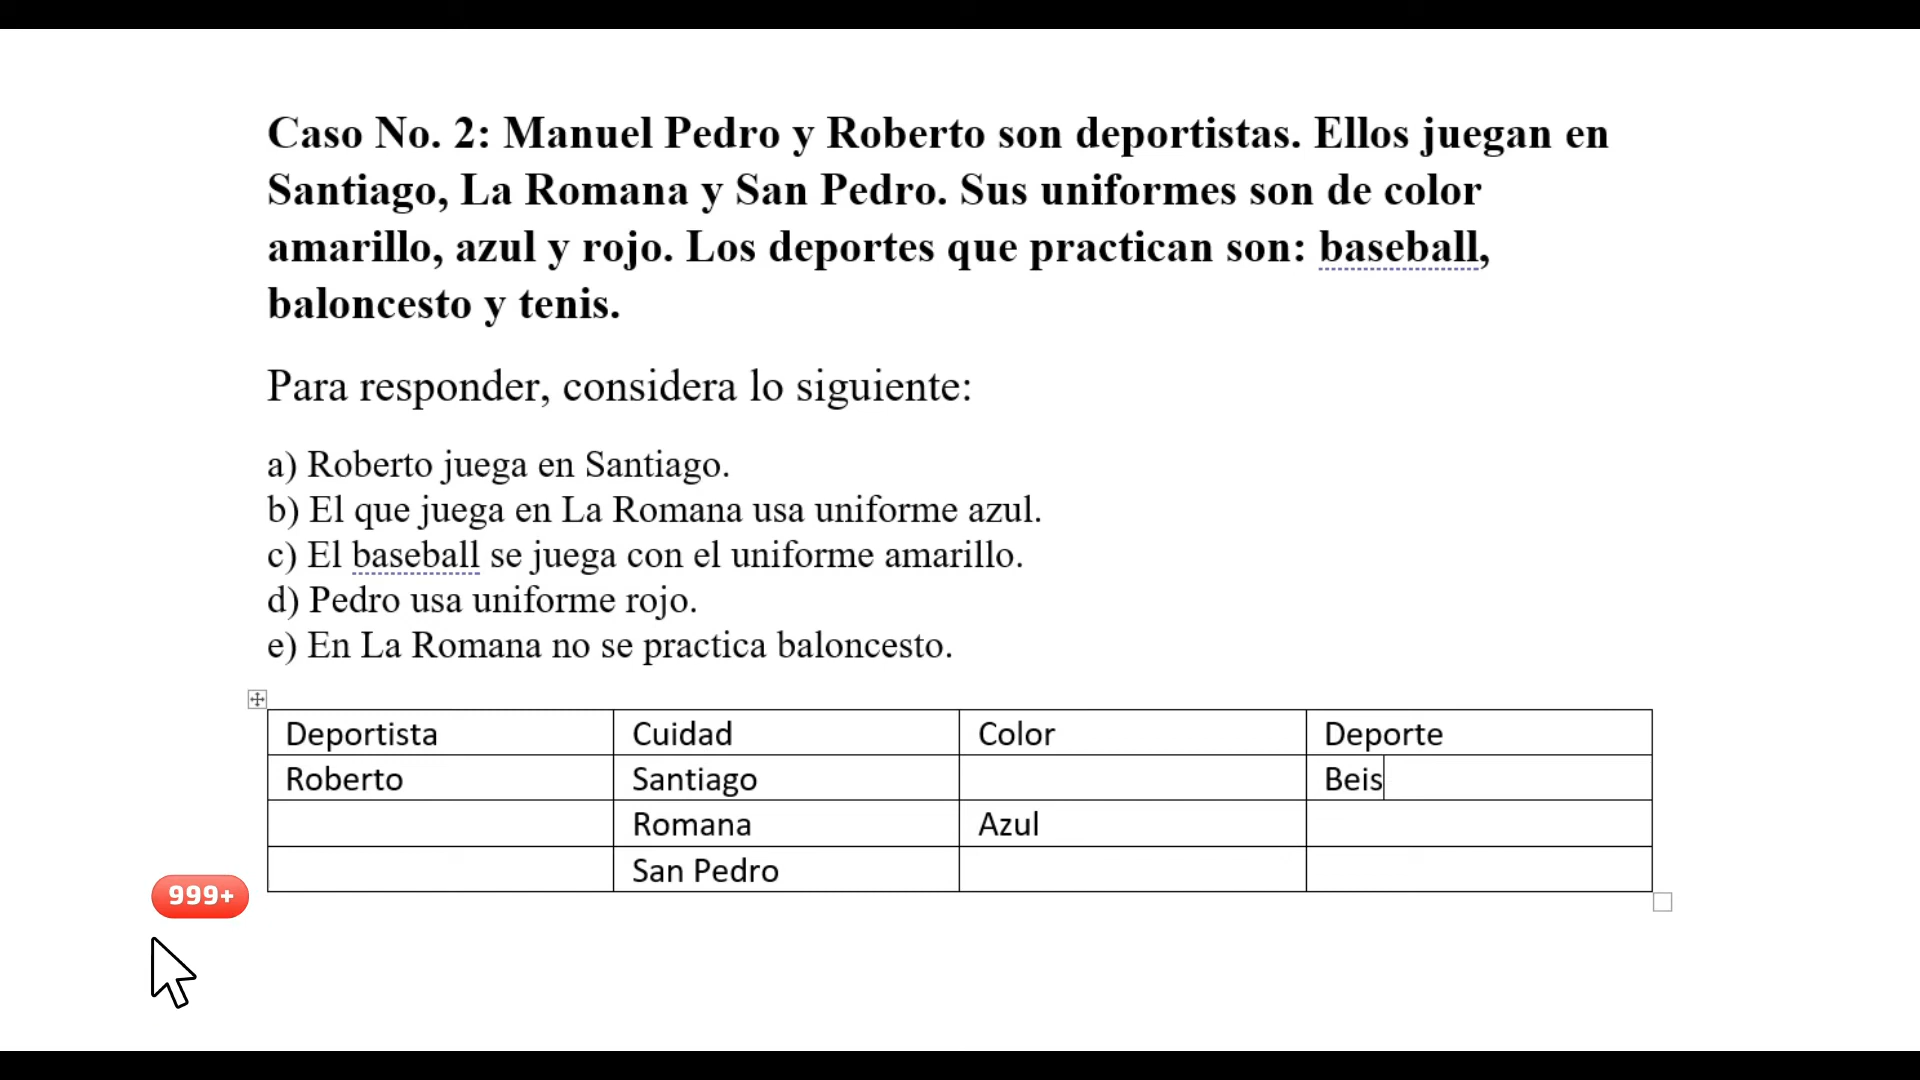 Caso No. 2: Manuel Pedro y Roberto son deportistas. Ellos juegan en
Santiago, La Romana y San Pedro. Sus uniformes son de color
amarillo, azul y rojo. Los deportes que practican son: baseball,
baloncesto y tenis.
Para responder, considera lo siguiente:
a) Roberto juega en Santiago.
b) El que juega en La Romana usa uniforme azul.
c) El baseball se juega con el uniforme amarillo.
d) Pedro usa uniforme rojo.
e) En La Romana no se practica baloncesto.
Deportista Cuidad Color Deporte
Roberto Santiago Beis
Romana Azul
San Pedro
999+